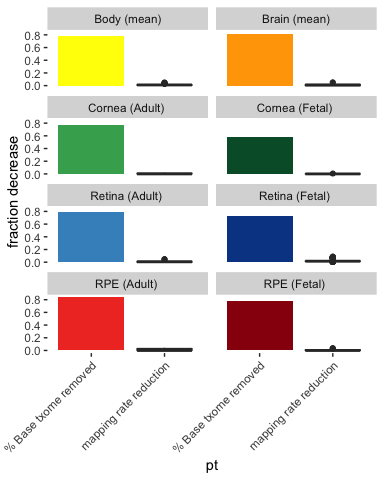 Body (mean)
Brain (mean)
0.8
0.6
0.4
0.2
0.0
Cornea (Adult)
Cornea (Fetal)
0.8
0.6
0.4
0.2
0.0
Retina (Adult)
Retina (Fetal)
0.8
0.6
0.4
0.2
0.0
RPE (Adult)
RPE (Fetal)
0.8
0.6
0.4
0.2
0.0
fraction decrease
% Base txome removed
mapping rate reduction
% Base txome removed
mapping rate reduction
pt